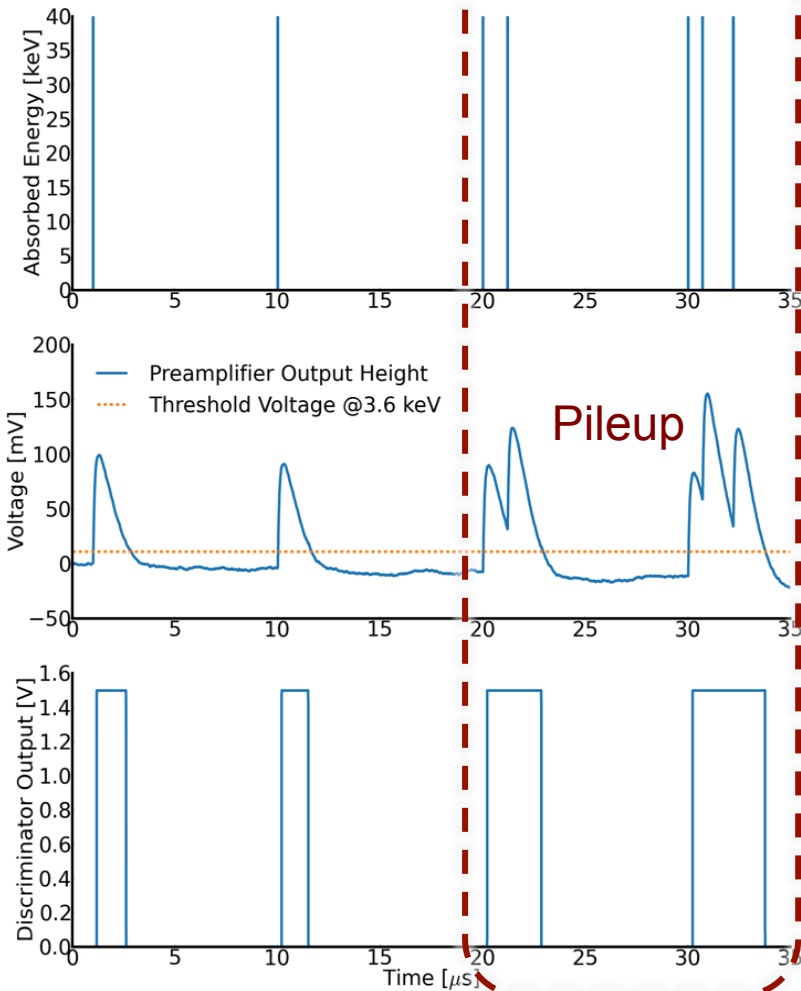 Absorbed Energy [keV]
40
35
30
25
20
15
10
5
0
0 5 10 15 20 25 30 35
Voltage [mV]
200
150
100
50
0
−50
Preamplifier Output Height
Threshold Voltage @3.6 keV
Pileup
0 5 10 15 20 25 30 35
Discriminator Output [V]
1.6
1.4
1.2
1.0
0.8
0.6
0.4
0.2
0.0
0 5 10 15 20 25 30 35
Time [μs]